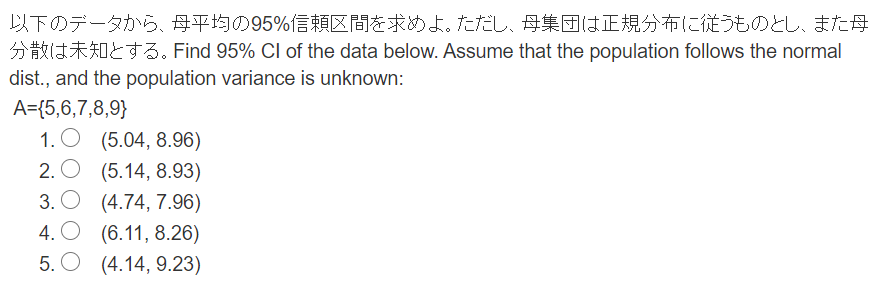 以下のデータから、母平均の95%信頼区間を求めよ。ただし、母集団は正規分布に従うものとし、また母
分散は未知とする。Find 95% CI of the data below. Assume that the population follows the normal
dist., and the population variance is unknown:
A={5,6,7,8,9}
1. (5.04, 8.96)
2. (5.14, 8.93)
3. (4.74, 7.96)
4. (6.11, 8.26)
5. (4.14, 9.23)